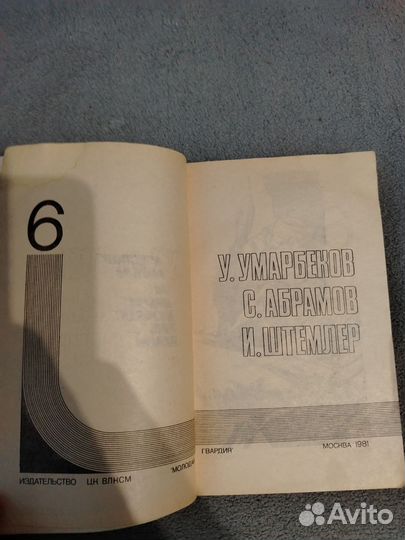 6
У. УМАРБЕКОВ
С. АБРАМОВ
И. ШТЕМЛЕР
ИЗДАТЕЛЬСТВО ЦК ВЛКСМ "МОЛОДАЯ ГВАРДИЯ" МОСКВА 1981
Avito